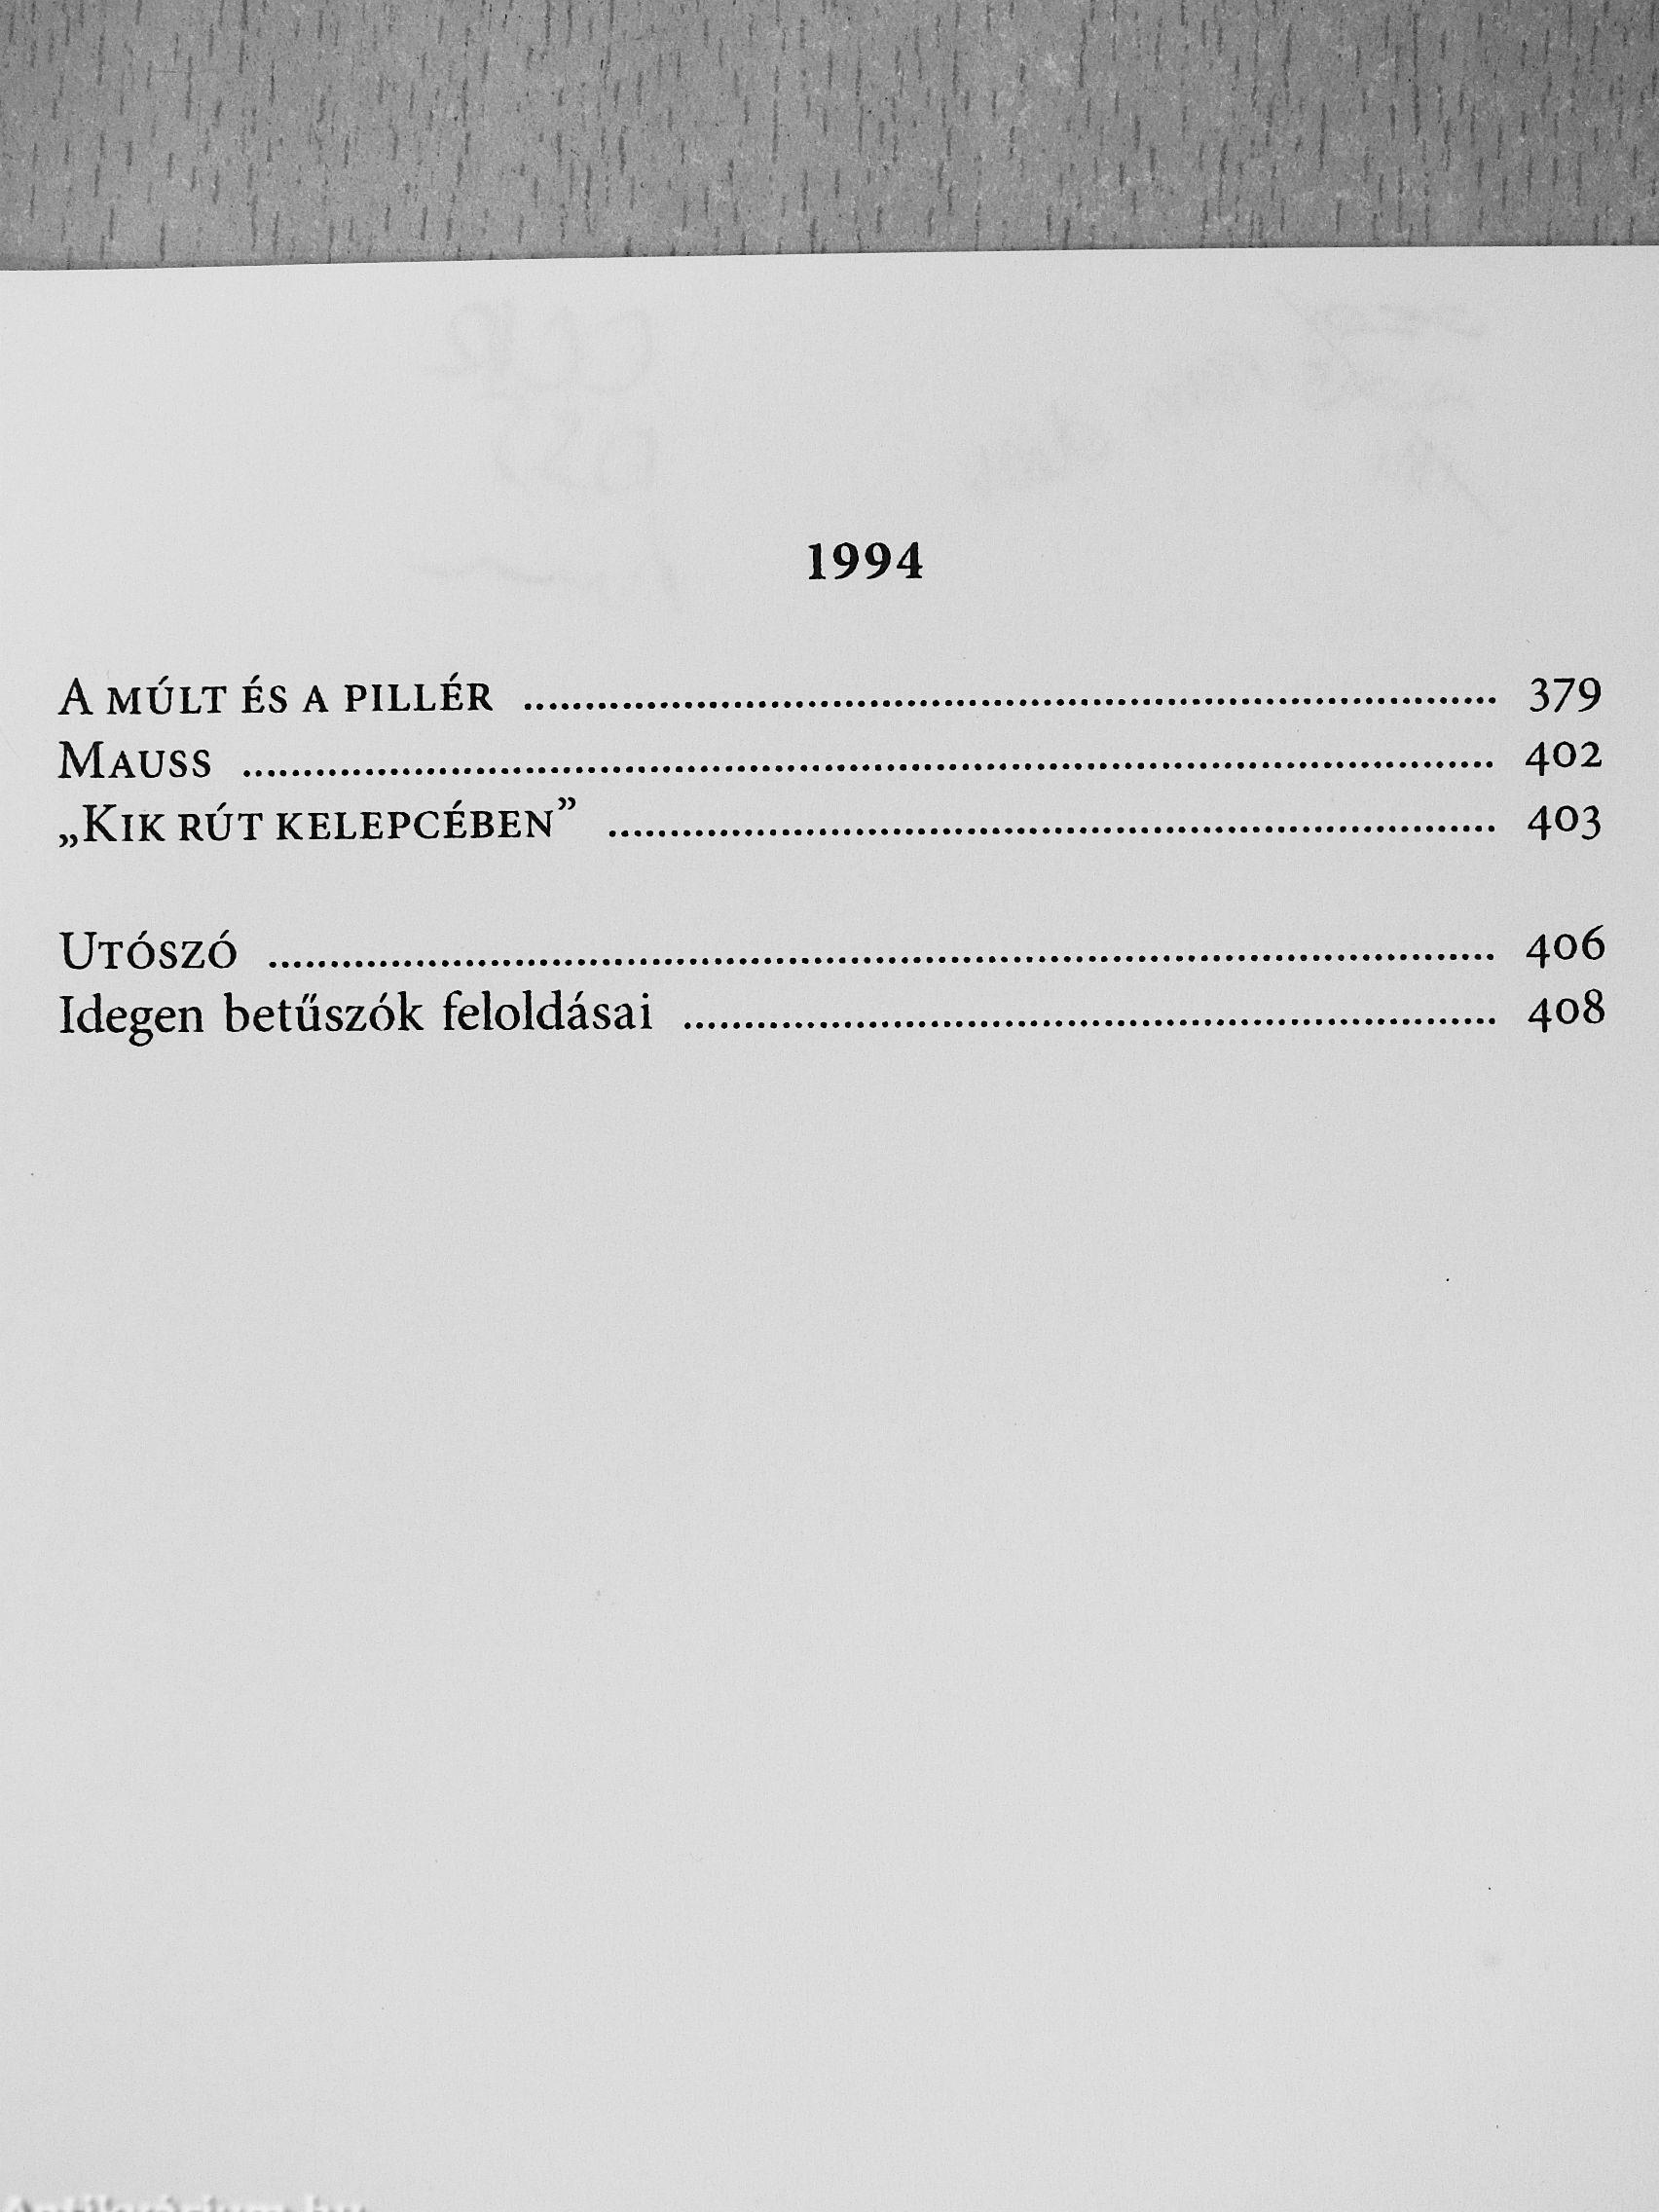 1994
A MÚLT ÉS A PILLÉR ........................................ 379
MAUSS ........................................ 402
„KIK RÚT KELEPCÉBEN” ........................................ 403
UTÓSZÓ ........................................ 406
Idegen betűszók feloldásai ........................................ 408